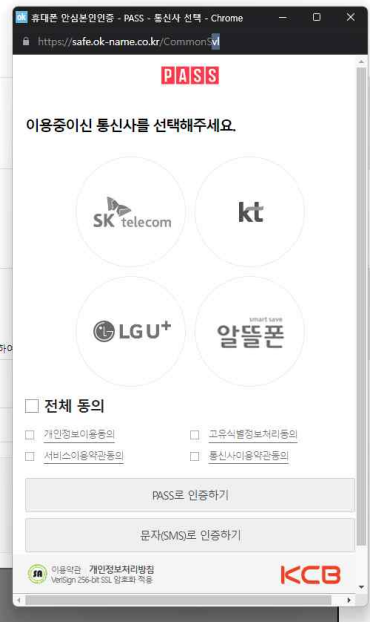 휴대폰 안심본인인증 - PASS - 통신사 선택 - Chrome
https://safe.ok-name.co.kr/CommonSvl
PASS
이용중이신 통신사를 선택해주세요.
SK telecom
kt
LG U+
smart save
알뜰폰
전체 동의
개인정보이용동의
고유식별정보처리동의
서비스이용약관동의
통신사이용약관동의
PASS로 인증하기
문자(SMS)로 인증하기
이용약관 개인정보처리방침
VeriSign 256-bit SSL 암호화 적용
KCB